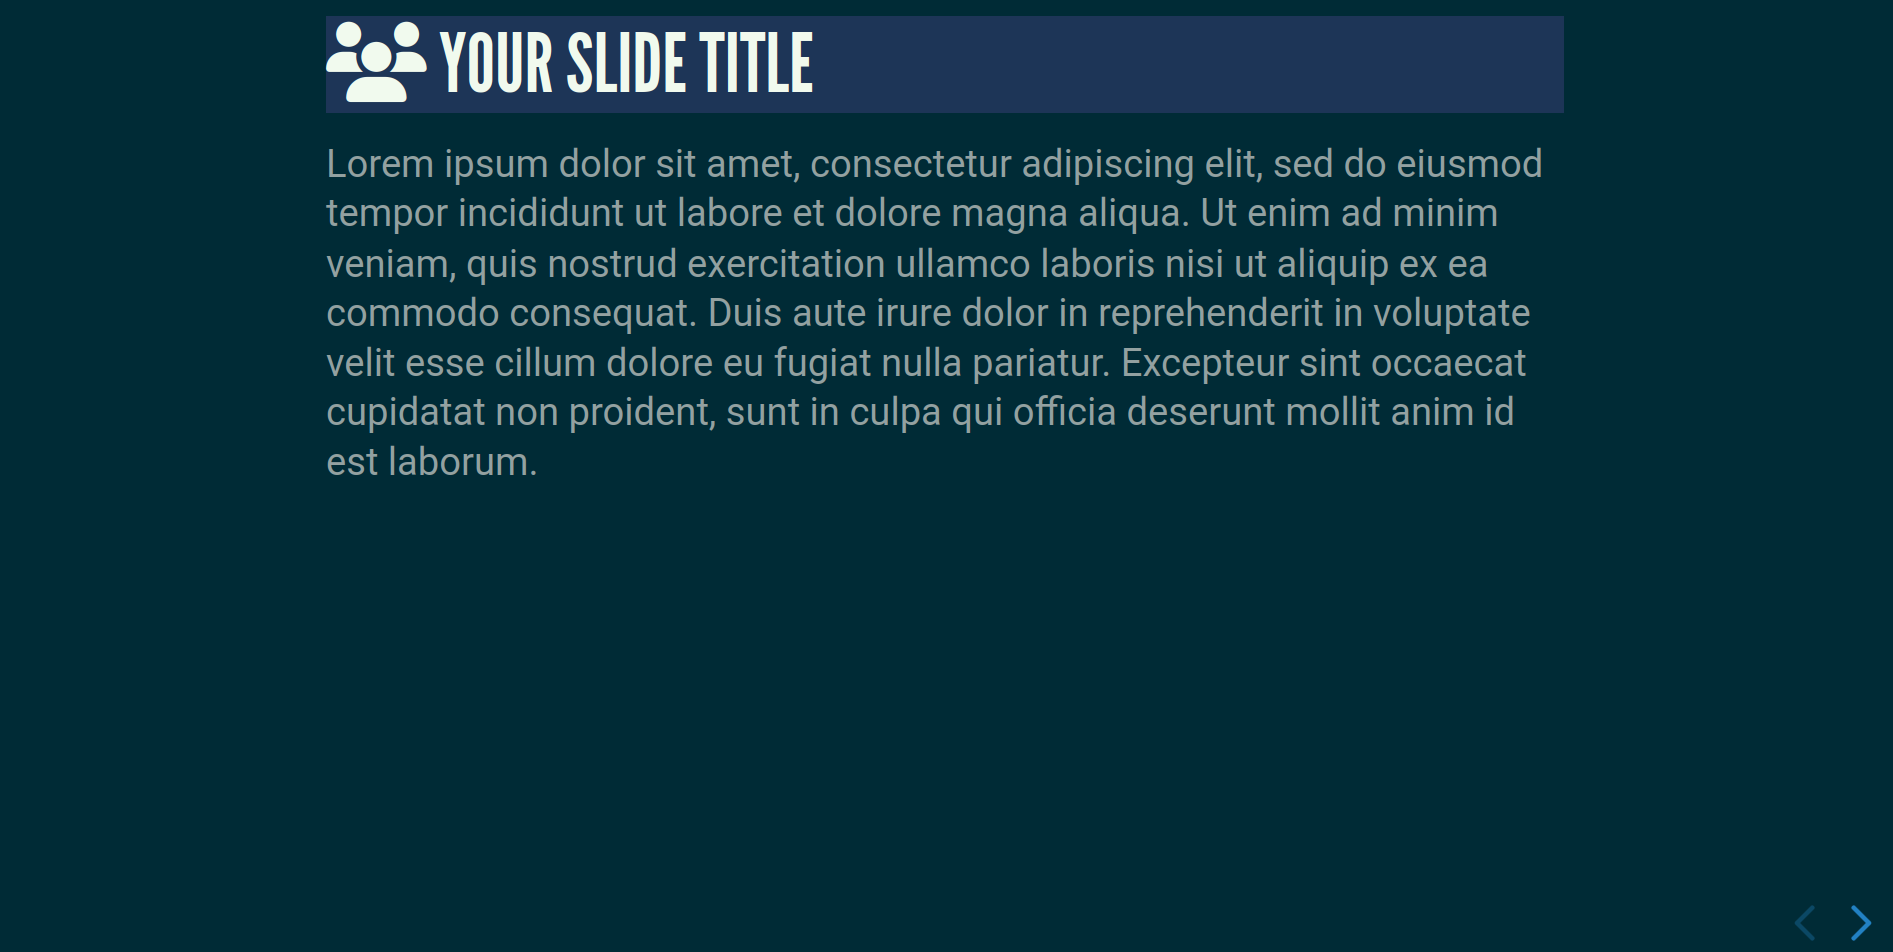 YOUR SLIDE TITLE
Lorem ipsum dolor sit amet, consectetur adipiscing elit, sed do eiusmod
tempor incididunt ut labore et dolore magna aliqua. Ut enim ad minim
veniam, quis nostrud exercitation ullamco laboris nisi ut aliquip ex ea
commodo consequat. Duis aute irure dolor in reprehenderit in voluptate
velit esse cillum dolore eu fugiat nulla pariatur. Excepteur sint occaecat
cupidatat non proident, sunt in culpa qui officia deserunt mollit anim id
est laborum.